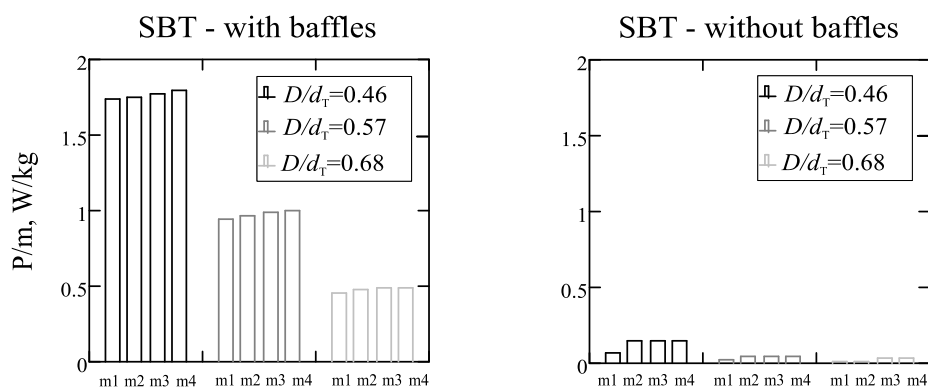 SBT - with baffles
P/m, W/kg
2
1.5
1
0.5
0
D/dT=0.46
D/dT=0.57
D/dT=0.68
m1 m2 m3 m4 m1 m2 m3 m4 m1 m2 m3 m4
SBT - without baffles
2
1.5
1
0.5
0
D/dT=0.46
D/dT=0.57
D/dT=0.68
m1 m2 m3 m4 m1 m2 m3 m4 m1 m2 m3 m4